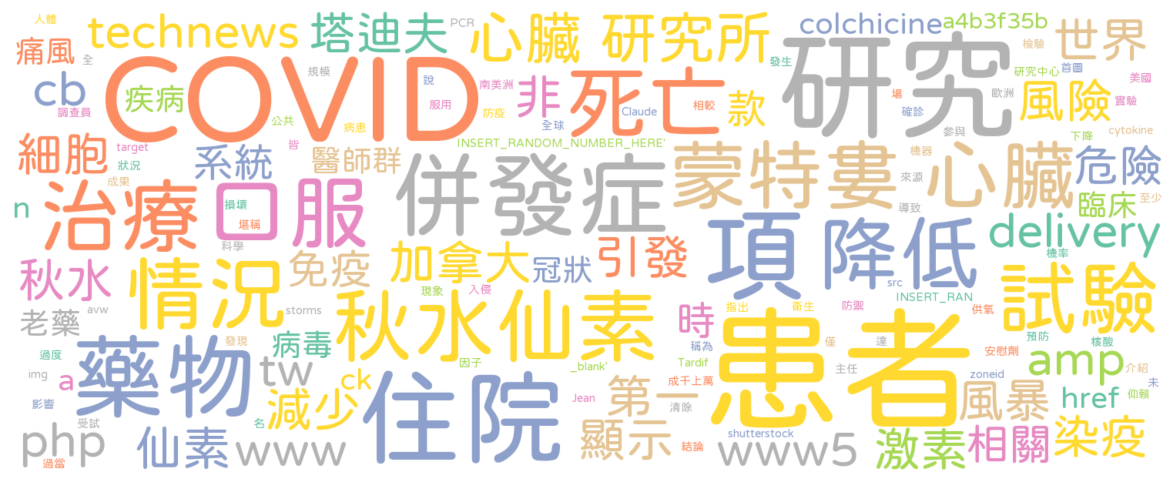 人體
technews
塔迪夫
PCR
心臟 研究所
colchicine
a4b3f35b
世界
痛風
全
規模
說
南美洲
非
死亡
發生
研究
檢驗
首圖
研究中心
美國
cb
疾病
COVID
服用
防疫
Claude
相較
款
場
歐洲
風險
實驗
調查員
公共
病患
全球
確診
參與
下降
cytokine
細胞
target
狀況
成果
系統
醫師群
皆
INSERT_RANDOM_NUMBER_HERE'
併發症
蒙特婁
機器
來源
心臟
危險
n
治療
損壞
堪稱
口服
導致
臨床
至少
科學
加拿大
冠狀
引發
項
降低
delivery
機率
秋水
情況
免疫
現象
入侵
src
INSERT_RAN
試驗
老藥
avw
storms
秋水仙素
時
指出
衛生
防禦
供氧
過度
發現
病毒
因子
稱為
僅
達
患者
預防
核酸
img
a
藥物
tw
ck
_blank'
Tardif
安慰劑
amp
介紹
影響
減少
住院
Jean
成千上萬
第一
清除
主任
zoneid
風暴
href
未
仰賴
受試
名
php
過當
仙素
www
顯示
結論
shutterstock
www5
激素
相關
染疫